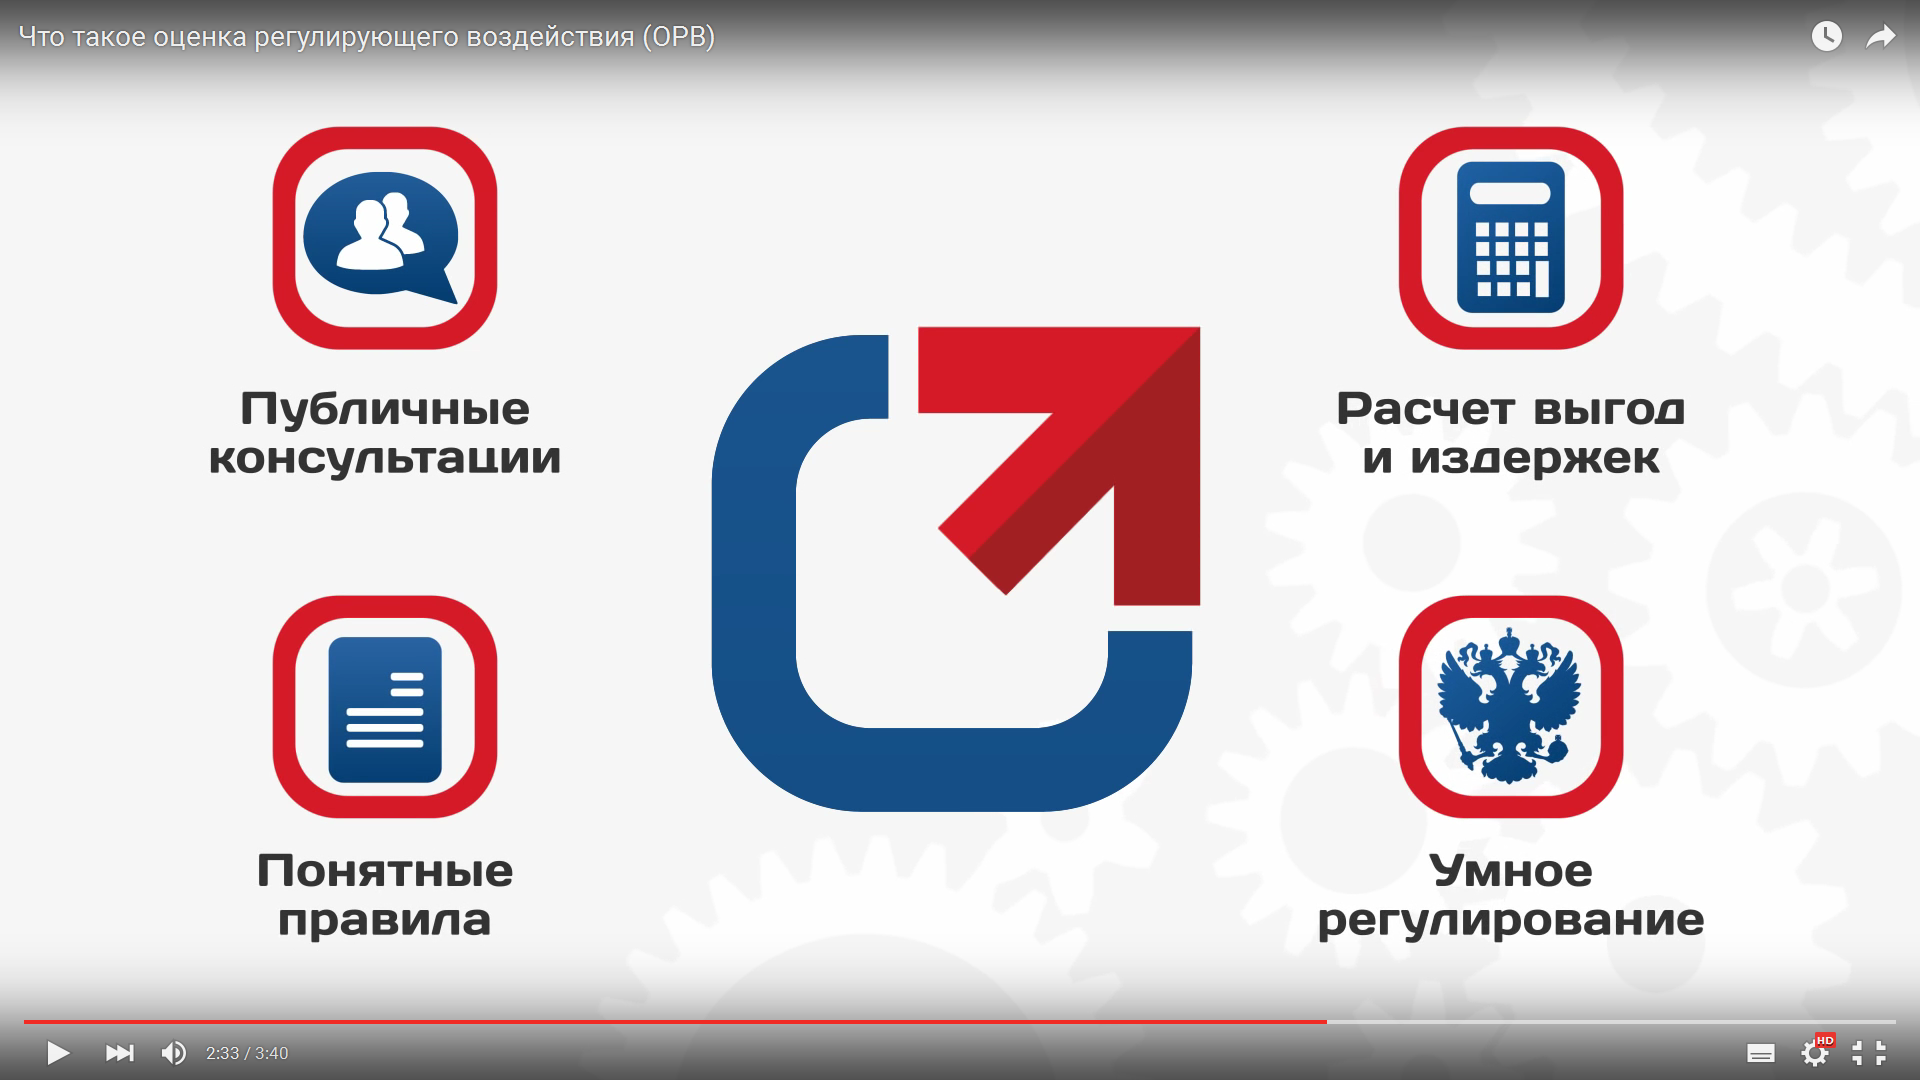 Что такое оценка регулирующего воздействия (ОРВ)
Публичные
консультации
Расчет выгод
и издержек
Понятные
правила
Умное
регулирование
2:33 / 3:40
HD